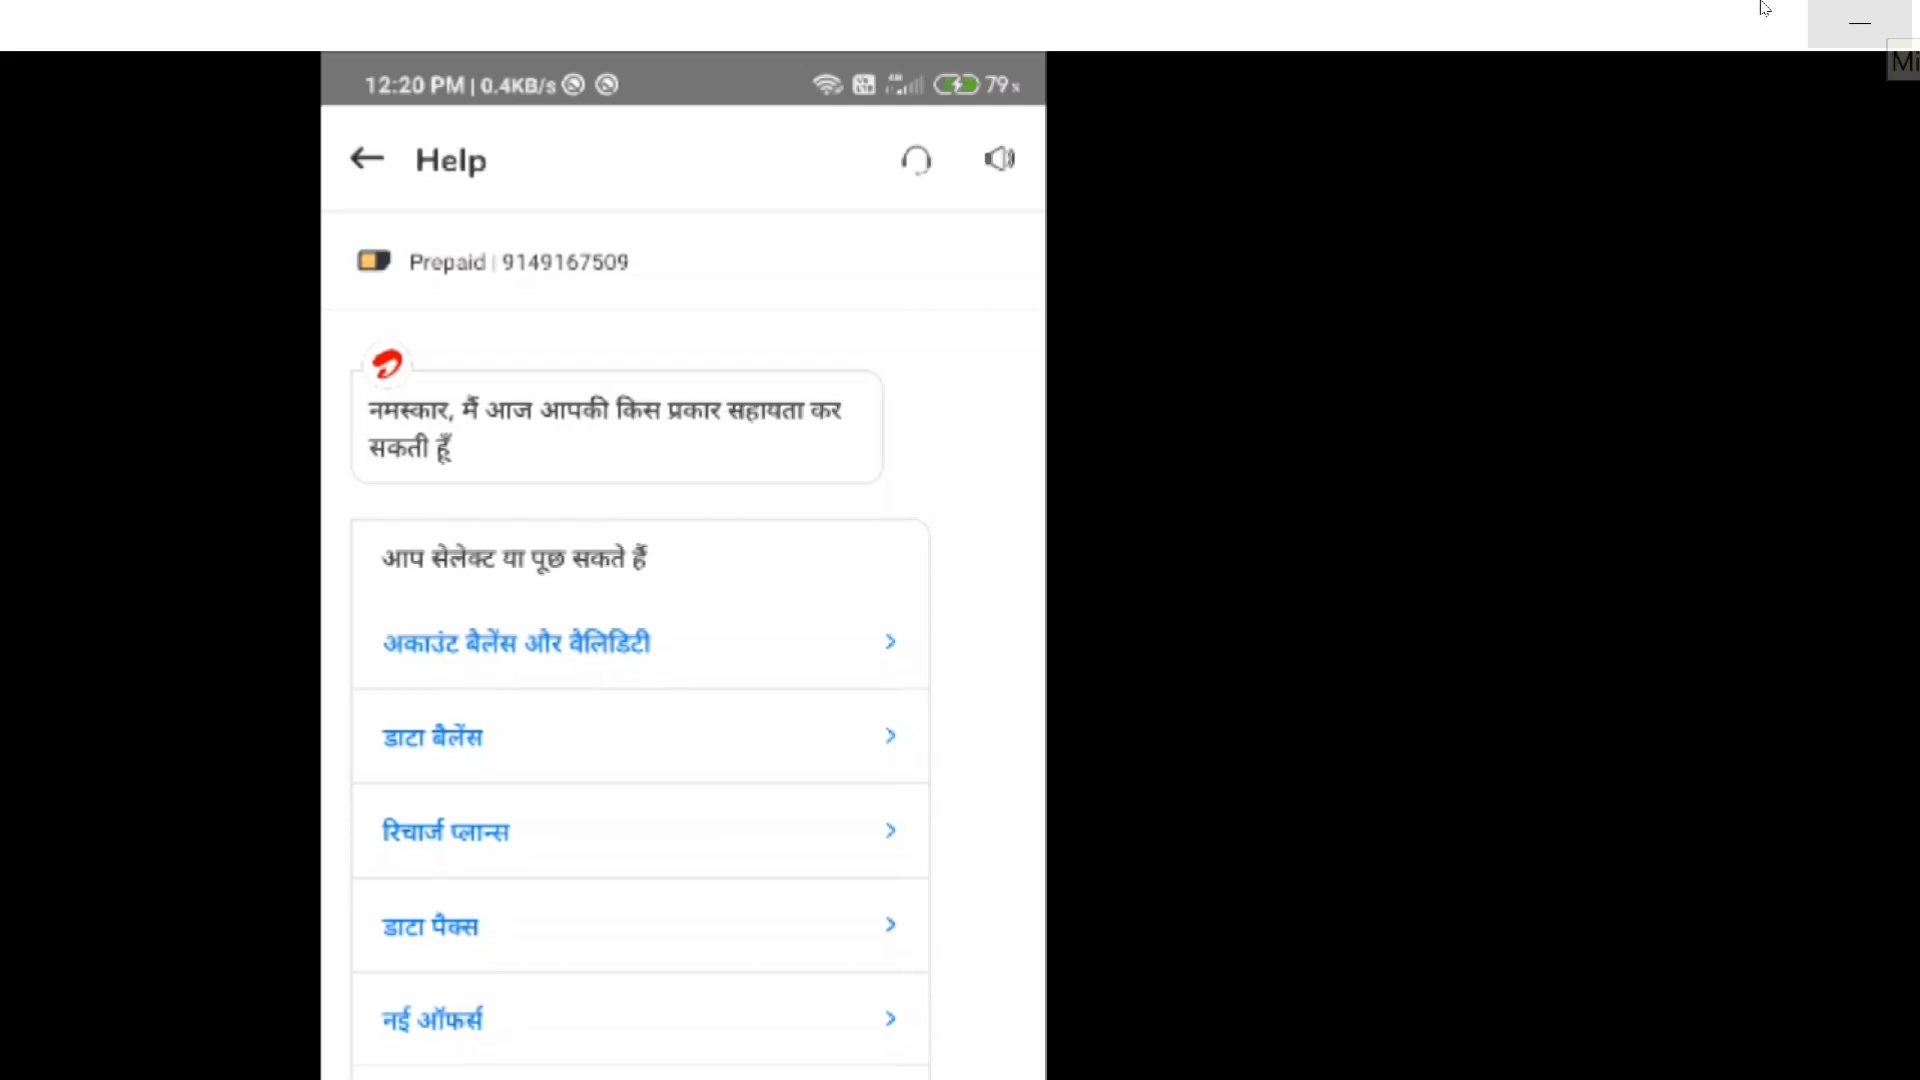 12:20 PM | 0.4KB/s
79
Help
Prepaid | 9149167509
नमस्कार, मैं आज आपकी किस प्रकार सहायता कर
सकती हूँ
आप सेलेक्ट या पूछ सकते हैं
अकाउंट बैलेंस और वैलिडिटी
डाटा बैलेंस
रिचार्ज प्लान्स
डाटा पैक्स
नई ऑफर्स